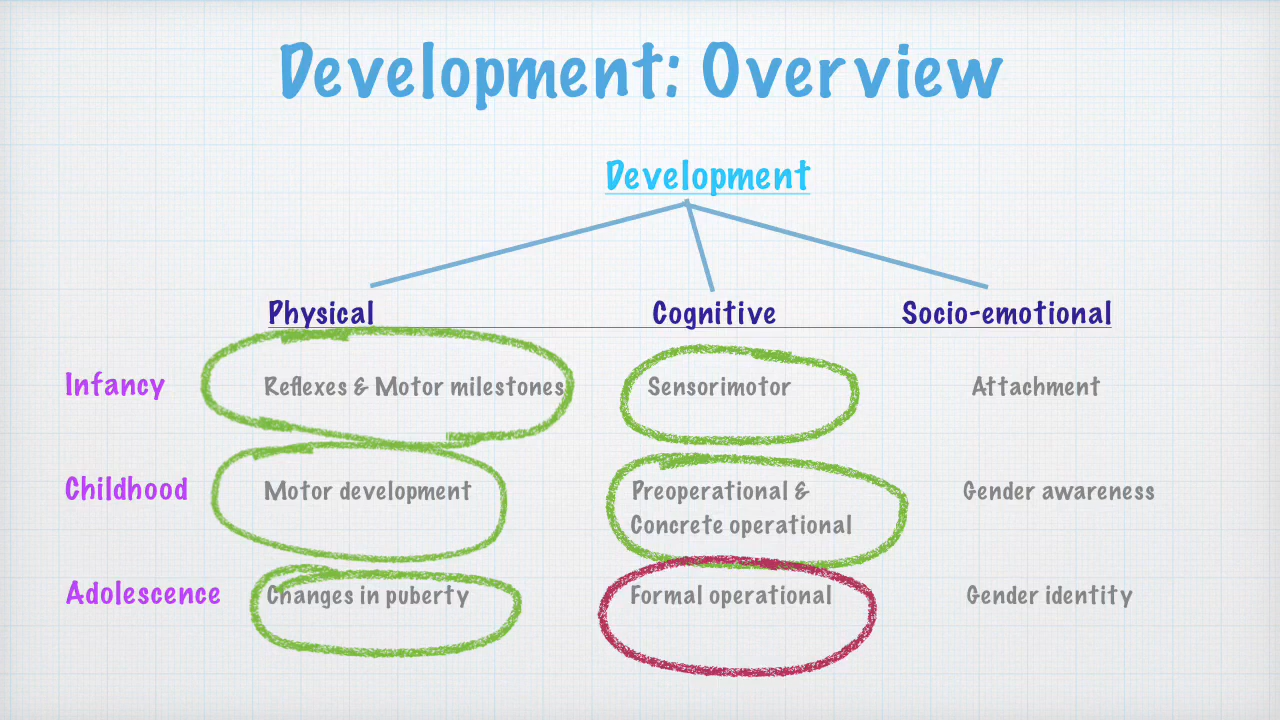 Development: Overview
Development
Physical Cognitive Socio-emotional
Infancy Reflexes & Motor milestones Sensorimotor Attachment
Childhood Motor development Preoperational & Gender awareness
Concrete operational
Adolescence Changes in puberty Formal operational Gender identity